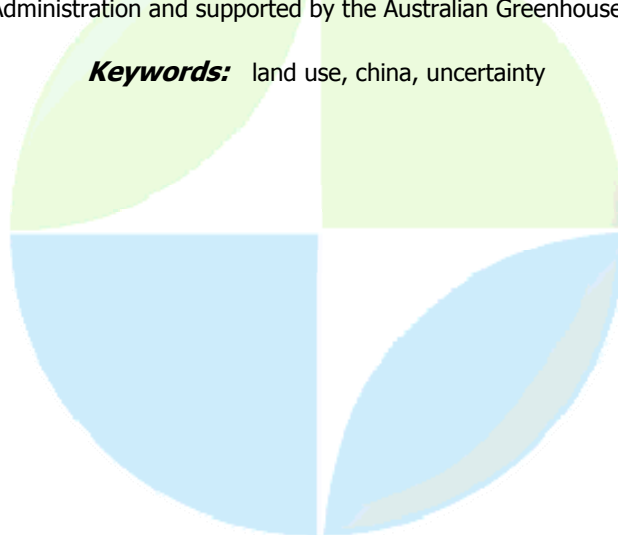 Administration and supported by the Australian Greenhouse
Keywords: land use, china, uncertainty